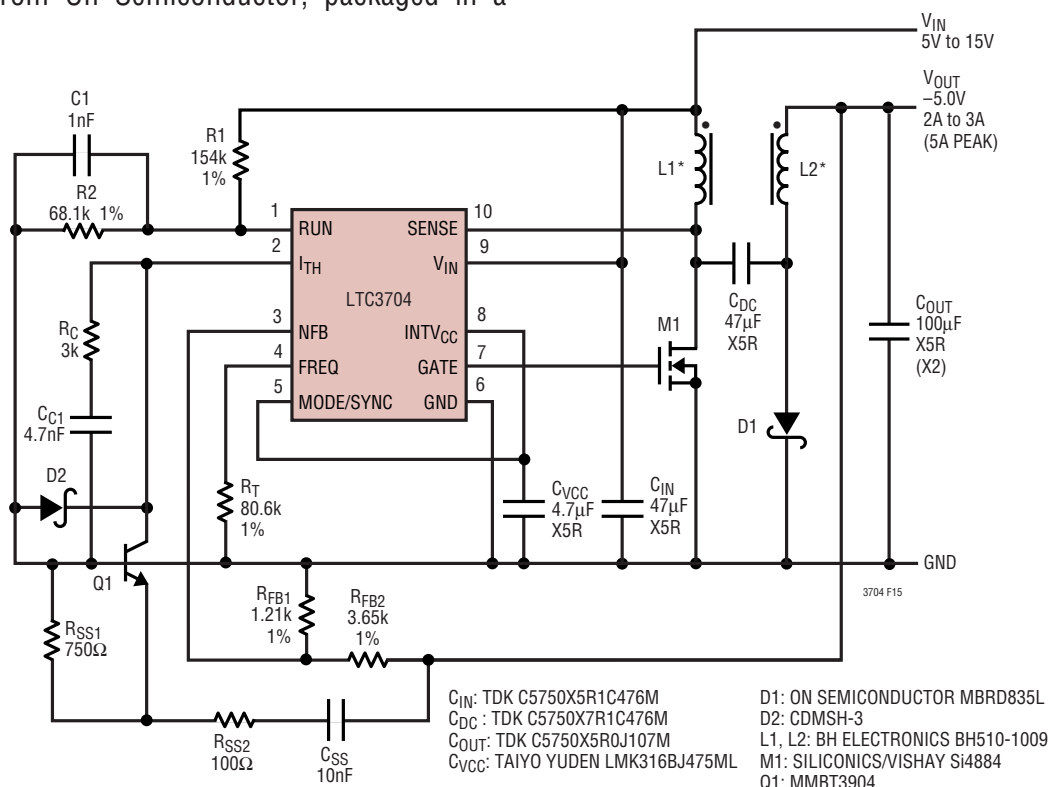 from On Semiconductor, packaged in a
VIN
5V to 15V
VOUT
–5.0V
2A to 3A
(5A PEAK)
C1
1nF
R1
154k
1%
R2
68.1k 1%
L1*
L2*
1
RUN
SENSE
10
2
ITH
VIN
9
LTC3704
3
NFB
INTVCC
8
4
FREQ
GATE
7
5
MODE/SYNC
GND
6
M1
CDC
47µF
X5R
COUT
100µF
X5R
(X2)
RC
3k
CC1
4.7nF
D1
D2
RT
80.6k
1%
CVCC
4.7µF
X5R
CIN
47µF
X5R
GND
3704 F15
Q1
RFB1
1.21k
1%
RFB2
3.65k
1%
RSS1
750Ω
RSS2
100Ω
CSS
10nF
CIN: TDK C5750X5R1C476M
CDC : TDK C5750X7R1C476M
COUT: TDK C5750X5R0J107M
CVCC: TAIYO YUDEN LMK316BJ475ML
D1: ON SEMICONDUCTOR MBRD835L
D2: CDMSH-3
L1, L2: BH ELECTRONICS BH510-1009
M1: SILICONICS/VISHAY Si4884
Q1: MMBT3904